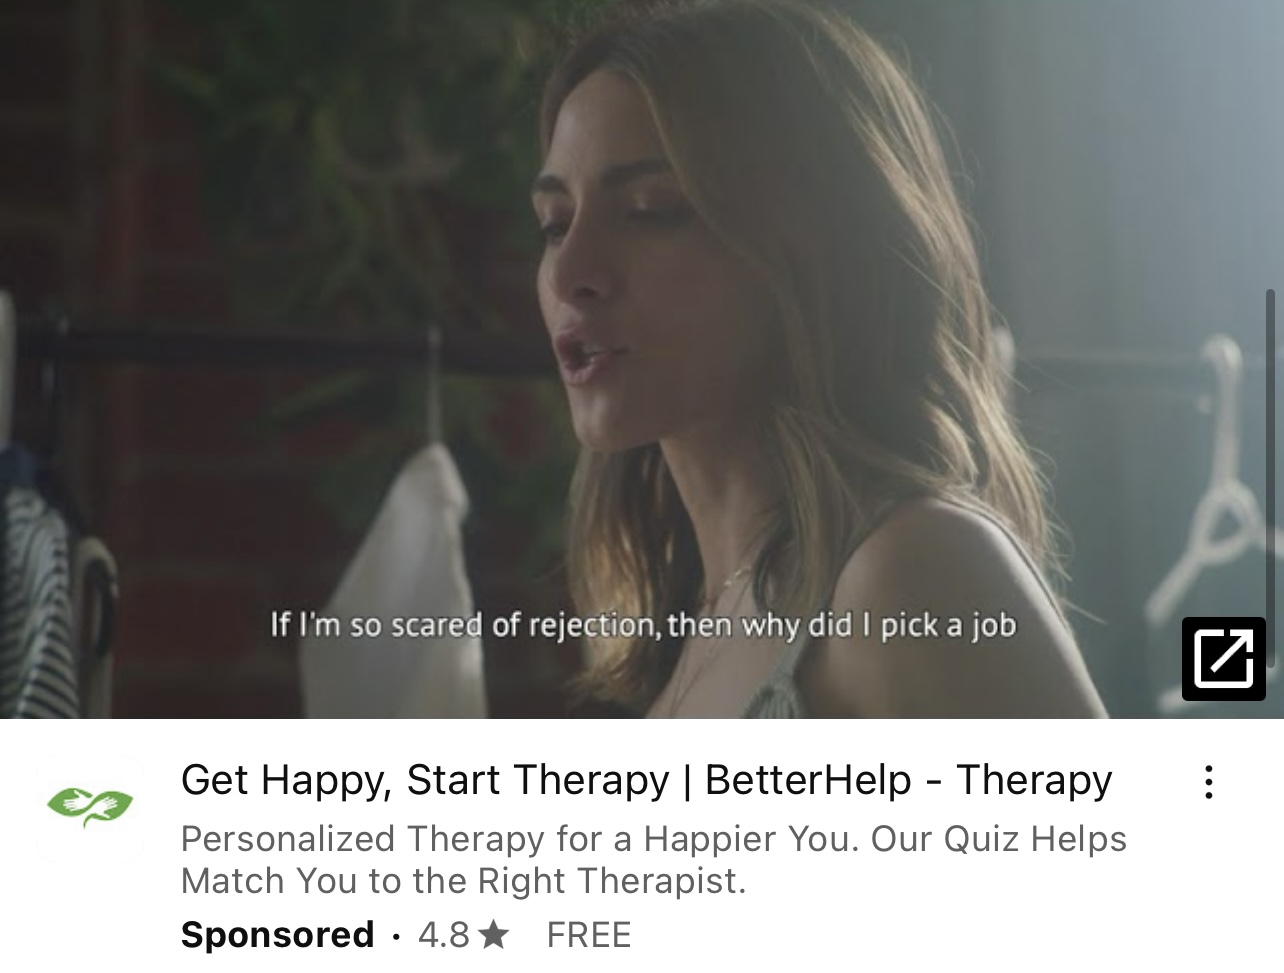 If I'm so scared of rejection, then why did I pick a job
Get Happy, Start Therapy | BetterHelp - Therapy
Personalized Therapy for a Happier You. Our Quiz Helps
Match You to the Right Therapist.
Sponsored · 4.8★ FREE